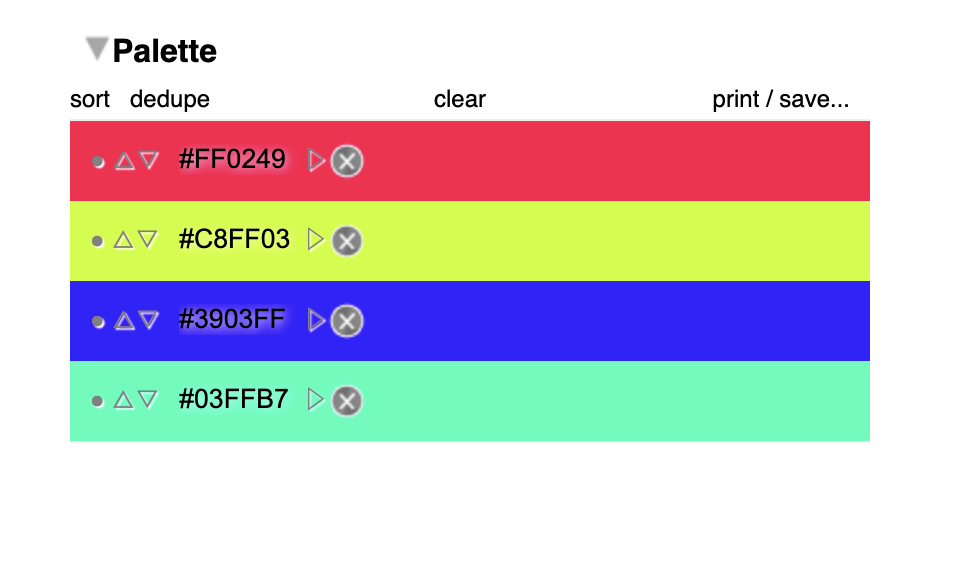 Palette
sort dedupe clear print / save...
#FF0249
#C8FF03
#3903FF
#03FFB7